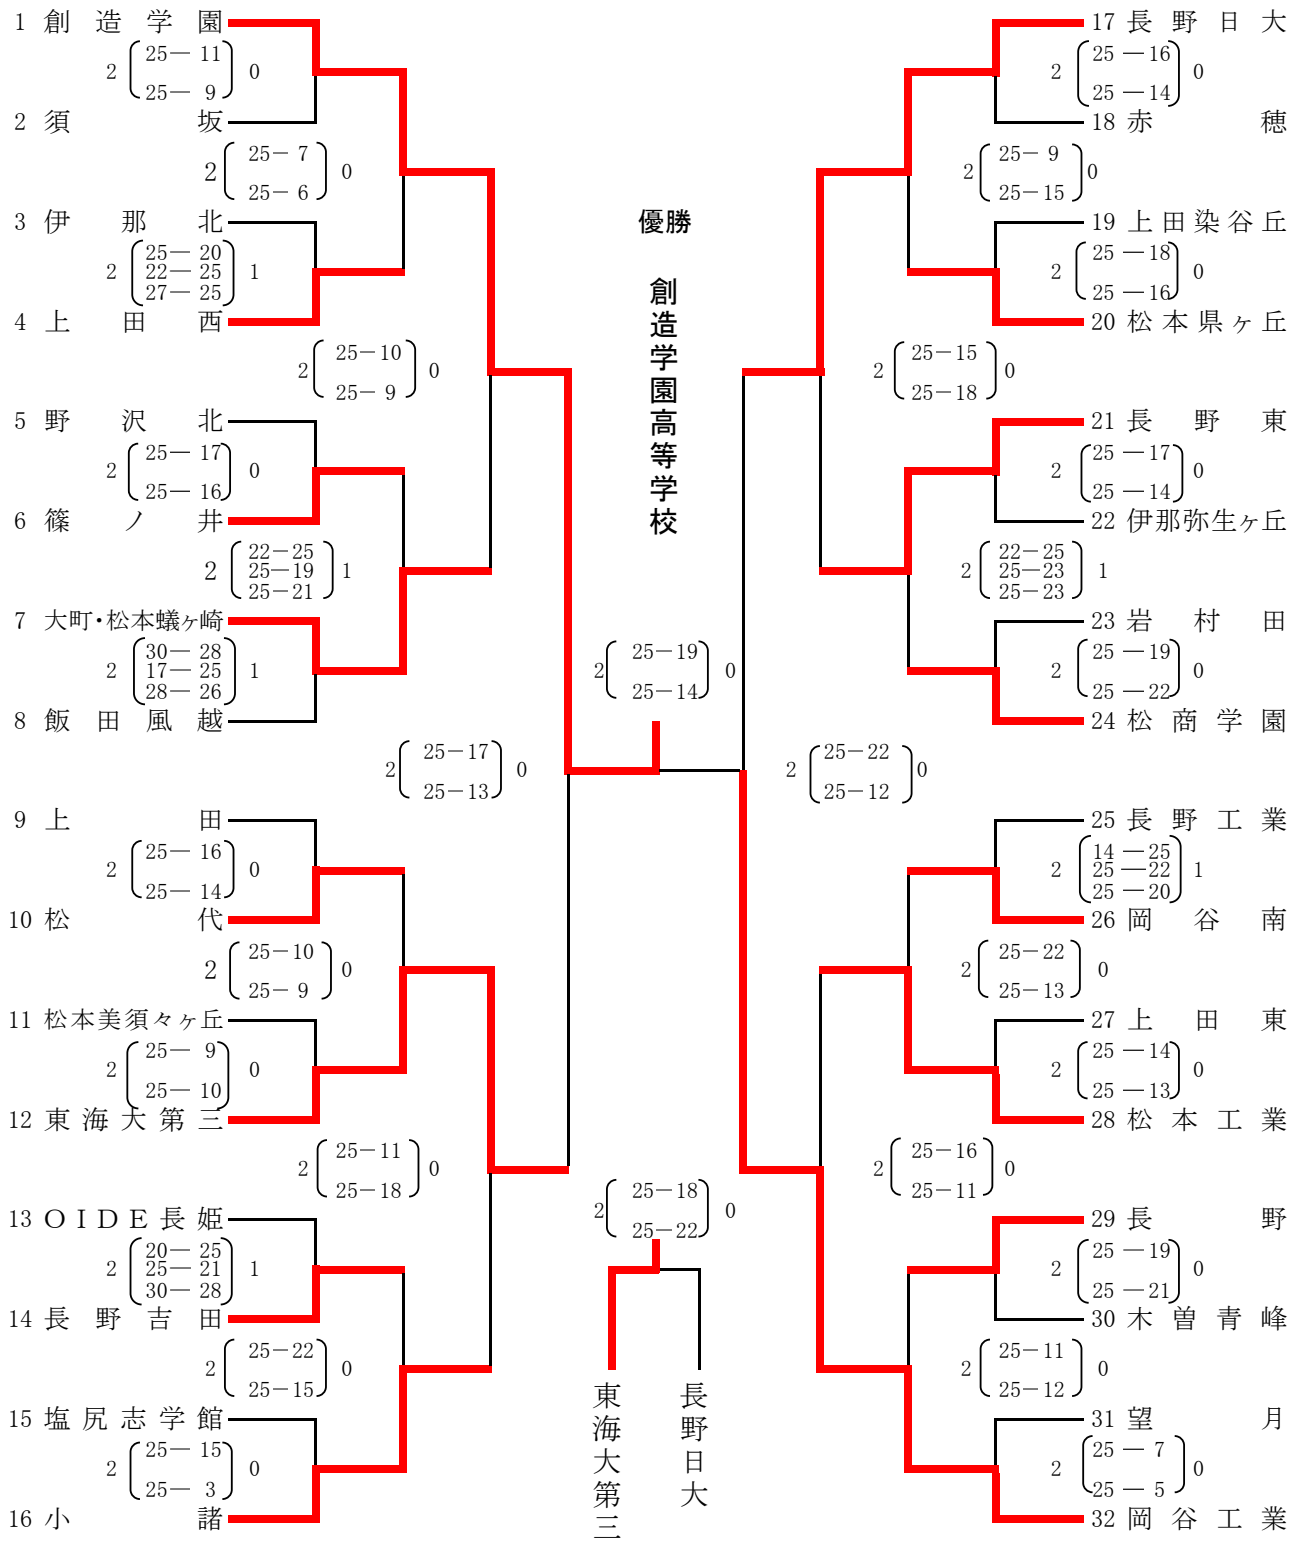 1 創造学園
2 25― 11 0
25― 9
2 須坂
2 25－ 7 0
25－ 6
3 伊那北
25― 20
2 22― 25 1
27― 25
4 上田西
2 25－10 0
25－ 9
5 野沢北
2 25― 17 0
25― 16
6 篠ノ井
22－25
2 25－19 1
25－21
7 大町・松本蟻ヶ崎
30― 28
2 17― 25 1
28― 26
8 飯田風越
2 25－17 0
25－13
9 上田
2 25― 16 0
25― 14
10 松代
2 25－10 0
25－ 9
11 松本美須々ヶ丘
2 25― 9 0
25― 10
12 東海大第三
2 25－11 0
25－18
13 ＯＩＤＥ長姫
20― 25
2 25― 21 1
30― 28
14 長野吉田
2 25－22 0
25－15
15 塩尻志学館
2 25― 15 0
25― 3
16 小諸
優勝
創造学園高等学校
2 25－19 0
25－14
2 25－18 0
25－22
東海大第三
長野日大
17 長野日大
2 25 ―16 0
25 ―14
18 赤穂
2 25－ 9 0
25－15
19 上田染谷丘
2 25 ―18 0
25 ―16
20 松本県ヶ丘
2 25－15 0
25－18
21 長野東
2 25 ―17 0
25 ―14
22 伊那弥生ヶ丘
22－25
2 25－23 1
25－23
23 岩村田
2 25 ―19 0
25 ―22
24 松商学園
2 25－22 0
25－12
25 長野工業
14 ―25
2 25 ―22 1
25 ―20
26 岡谷南
2 25－22 0
25－13
27 上田東
2 25 ―14 0
25 ―13
28 松本工業
2 25－16 0
25－11
29 長野
2 25 ―19 0
25 ―21
30 木曽青峰
2 25－11 0
25－12
31 望月
2 25 ― 7 0
25 ― 5
32 岡谷工業